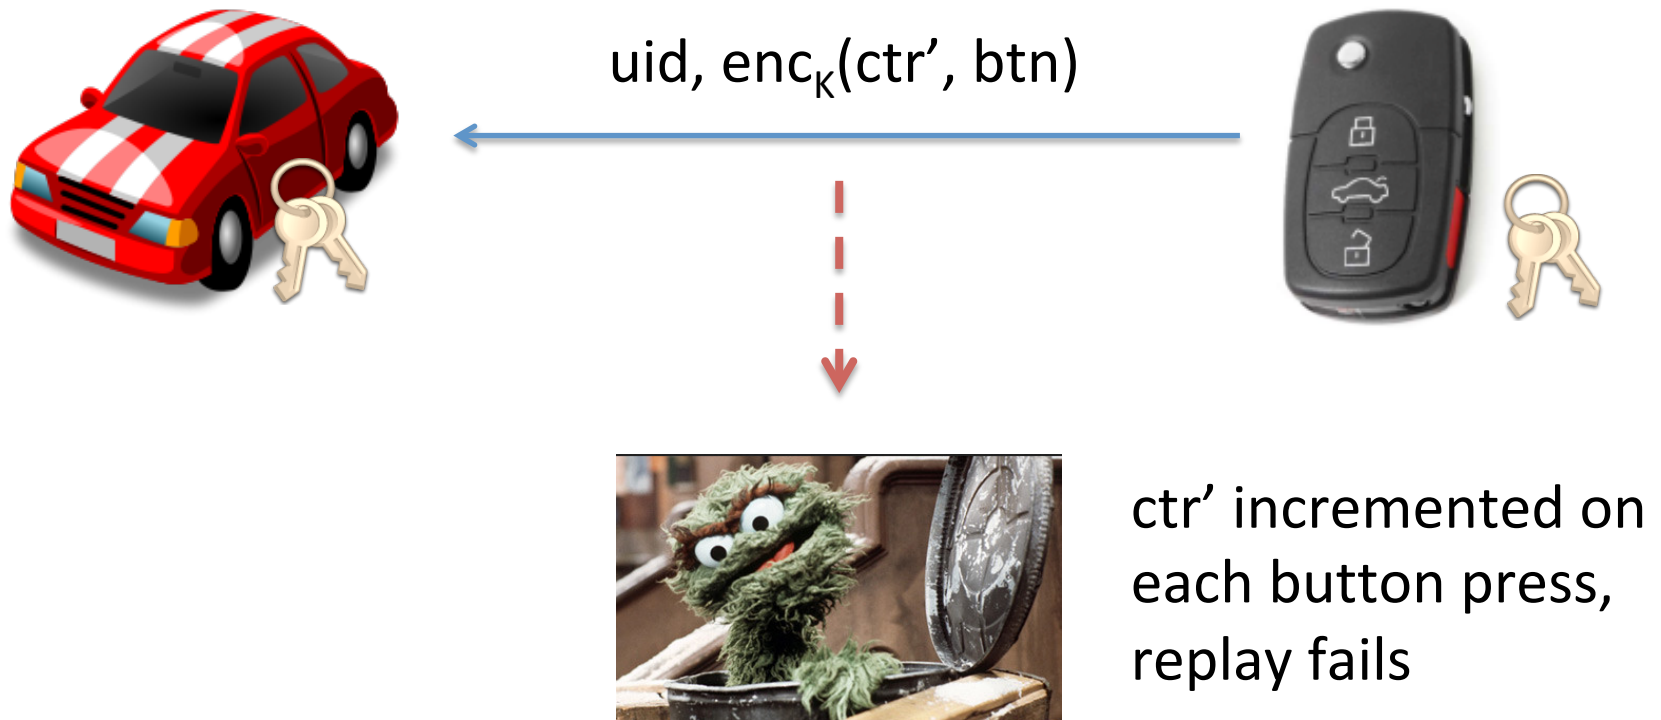 uid, encK(ctr’, btn)
ctr’ incremented on
each button press,
replay fails